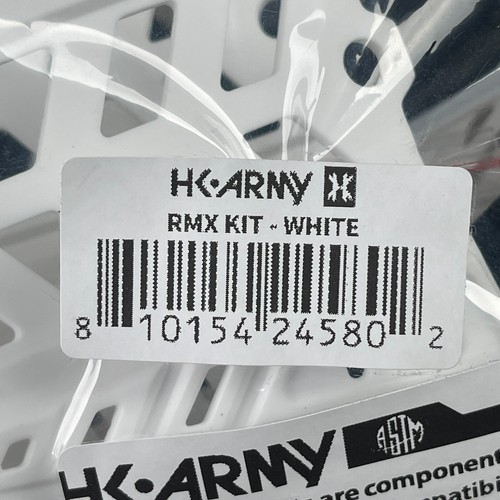 HK ARMY
RMX KIT - WHITE
8 10154 24580 2
ASTM
HK ARMY
are component